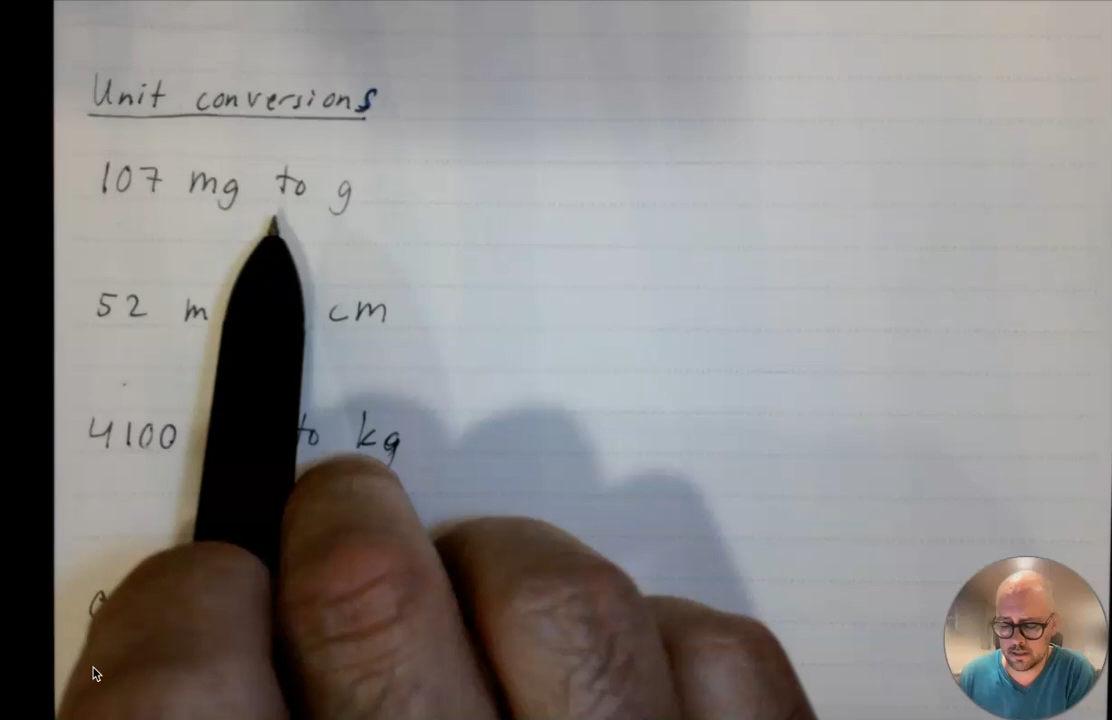 Unit conversions
107 mg to g
52 m cm
4100 to kg